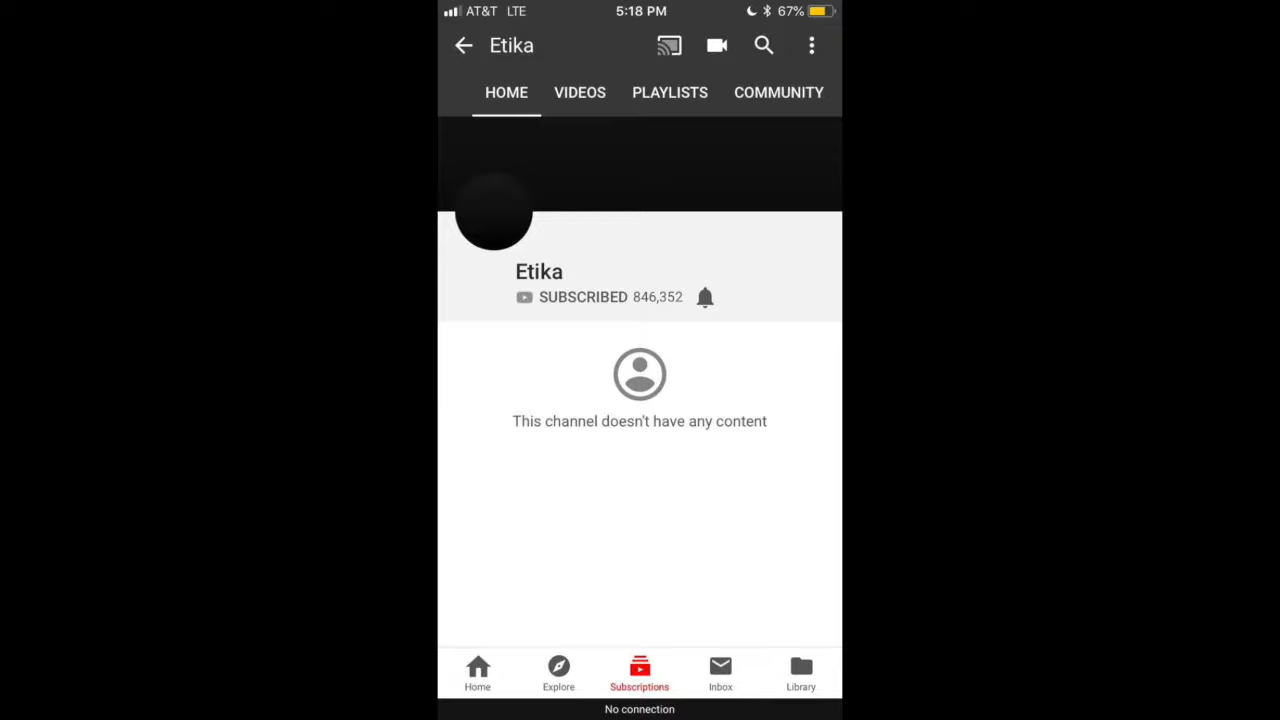 AT&T LTE 5:18 PM 67%
Etika
HOME VIDEOS PLAYLISTS COMMUNITY
Etika
SUBSCRIBED 846,352
This channel doesn't have any content
Home Explore Subscriptions Inbox Library
No connection